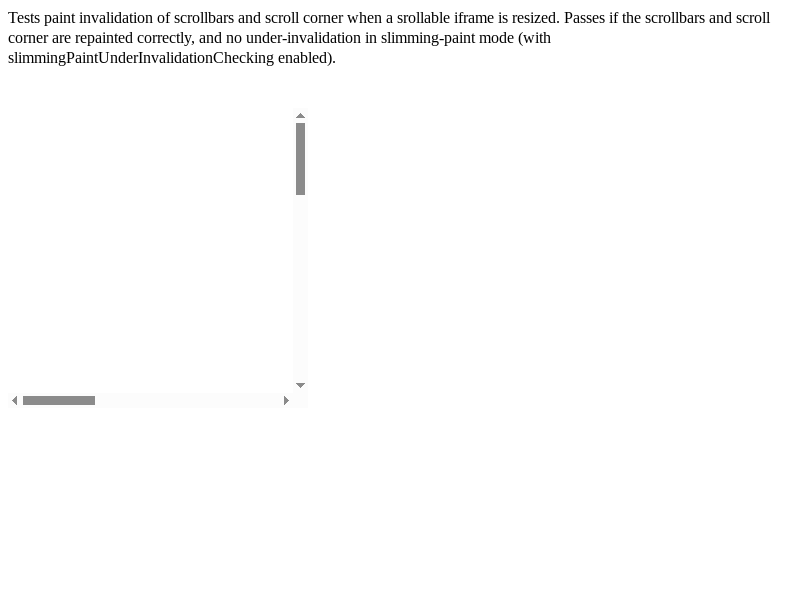 Tests paint invalidation of scrollbars and scroll corner when a srollable iframe is resized. Passes if the scrollbars and scroll
corner are repainted correctly, and no under-invalidation in slimming-paint mode (with
slimmingPaintUnderInvalidationChecking enabled).